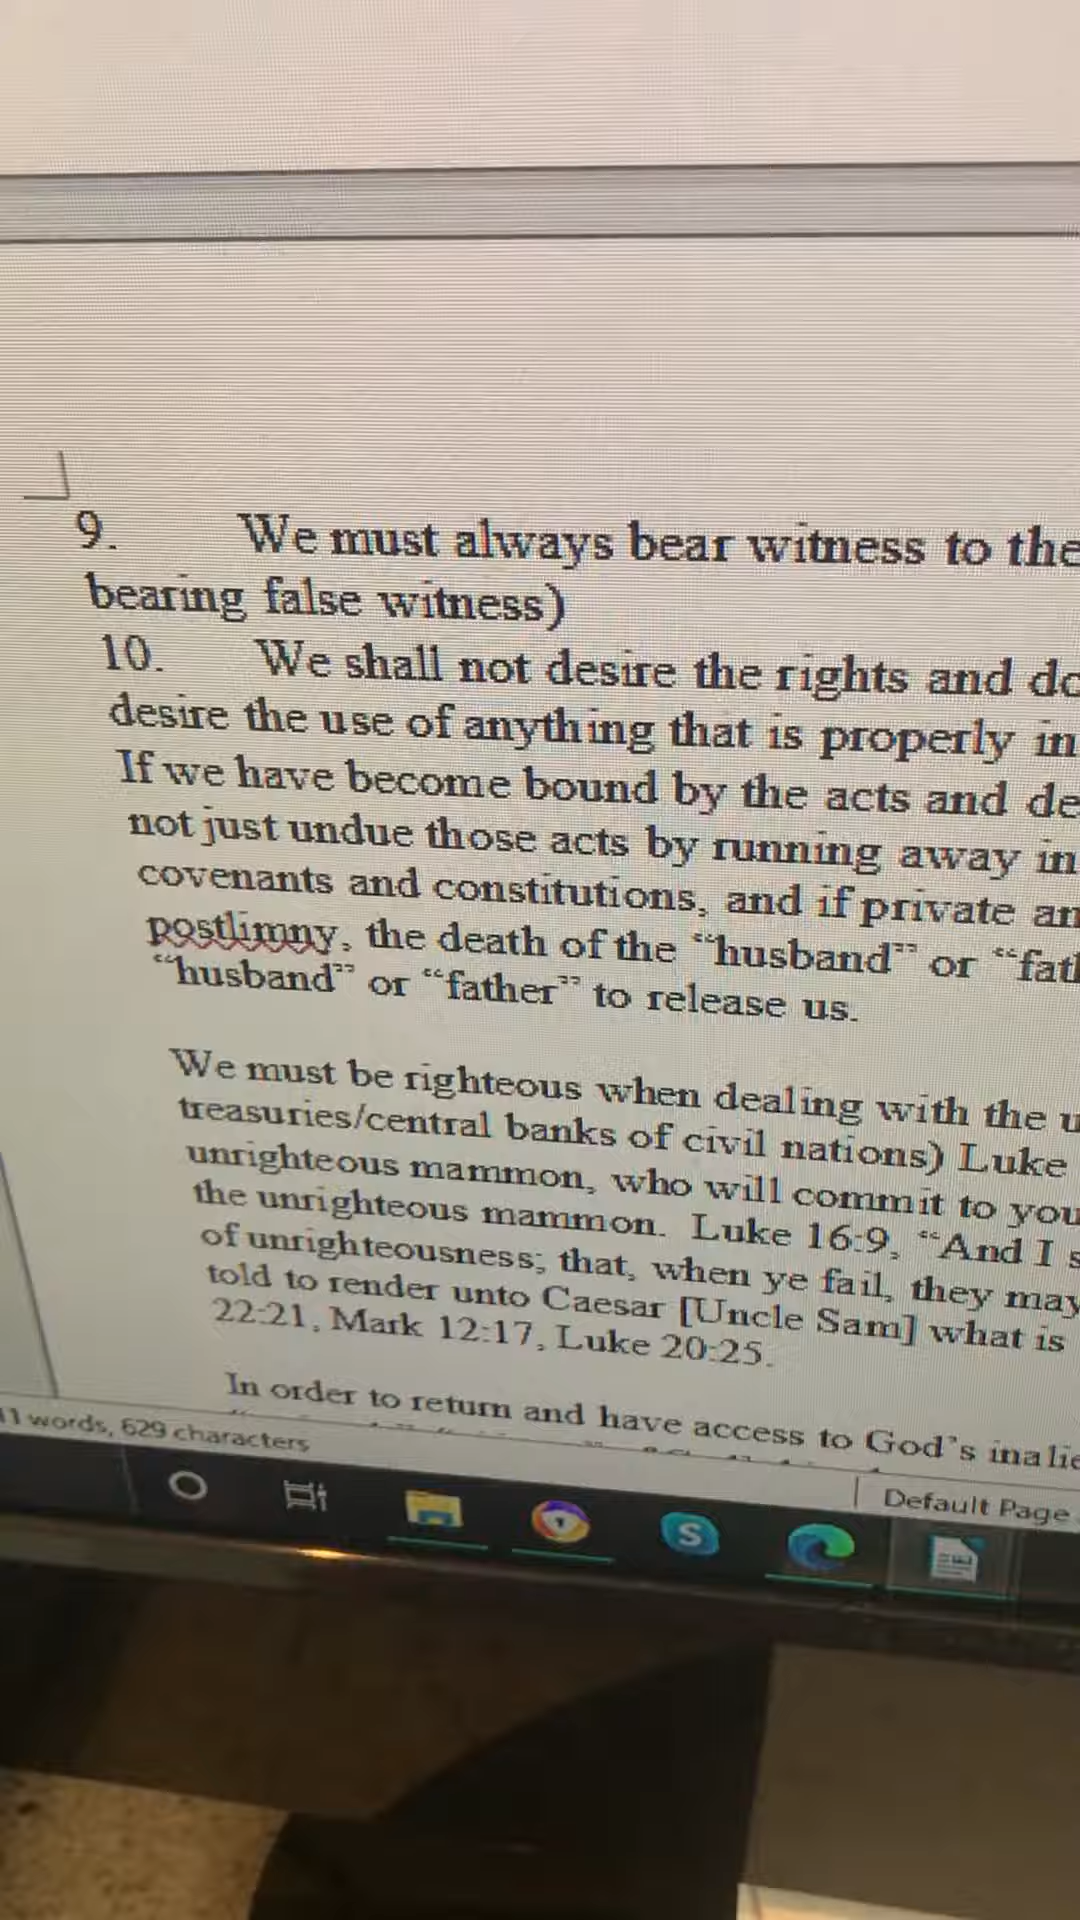 9. We must always bear witness to the
bearing false witness)
10. We shall not desire the rights and do
desire the use of anything that is properly in
If we have become bound by the acts and de
not just undue those acts by running away in
covenants and constitutions, and if private an
postlimny, the death of the “husband” or “fath
“husband” or “father” to release us.
We must be righteous when dealing with the u
treasuries/central banks of civil nations) Luke
unrighteous mammon, who will commit to you
the unrighteous mammon. Luke 16:9, “And I s
of unrighteousness; that, when ye fail, they may
told to render unto Caesar [Uncle Sam] what is
22:21, Mark 12:17, Luke 20:25.
In order to return and have access to God's inalie
words, 629 characters
Default Page
S